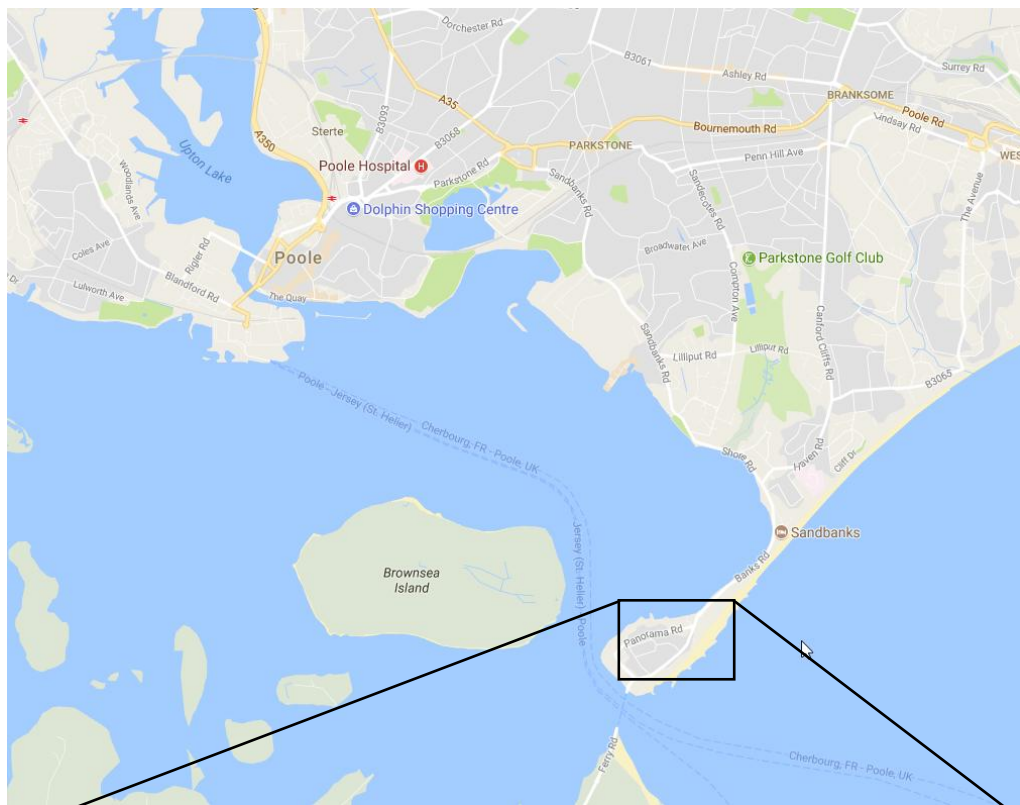 Dorchester Rd
B3061
Ashley Rd
Surrey Rd
BRANKSOME
A35
B3093
Poole Rd
Lindsay Rd
Sterte
A350
B3068
Bournemouth Rd
PARKSTONE
Upton Lake
Penn Hill Ave
WES
Poole Hospital
H
Parkstone Rd
Woodlands Ave
Sandbanks Rd
Sandecotes Rd
The Avenue
Dolphin Shopping Centre
Coles Ave
Rigler Rd
Broadwater Ave
Poole
Parkstone Golf Club
Dr
Lulworth Ave
Blandford Rd
The Quay
Compton Ave
Canford Cliffs Rd
Sandbanks Rd
Lilliput Rd
Lilliput Rd
B3065
Poole - Jersey (St. Helier)
Cherbourg, FR - Poole, UK
Shore Rd
Haven Rd
Cliff Dr
Sandbanks
Jersey (St. Helier) - Poole
Brownsea
Island
Banks Rd
Panorama Rd
Ferry Rd
Cherbourg, FR - Poole, UK